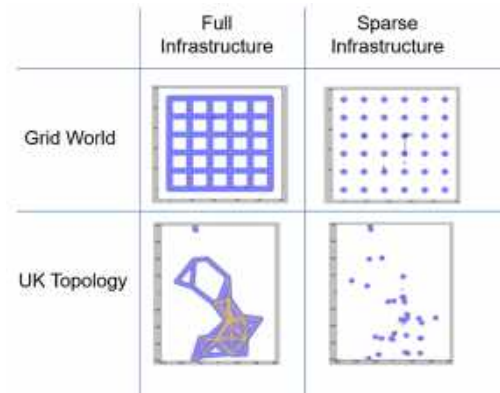 Full
Infrastructure
Sparse
Infrastructure
Grid World
UK Topology